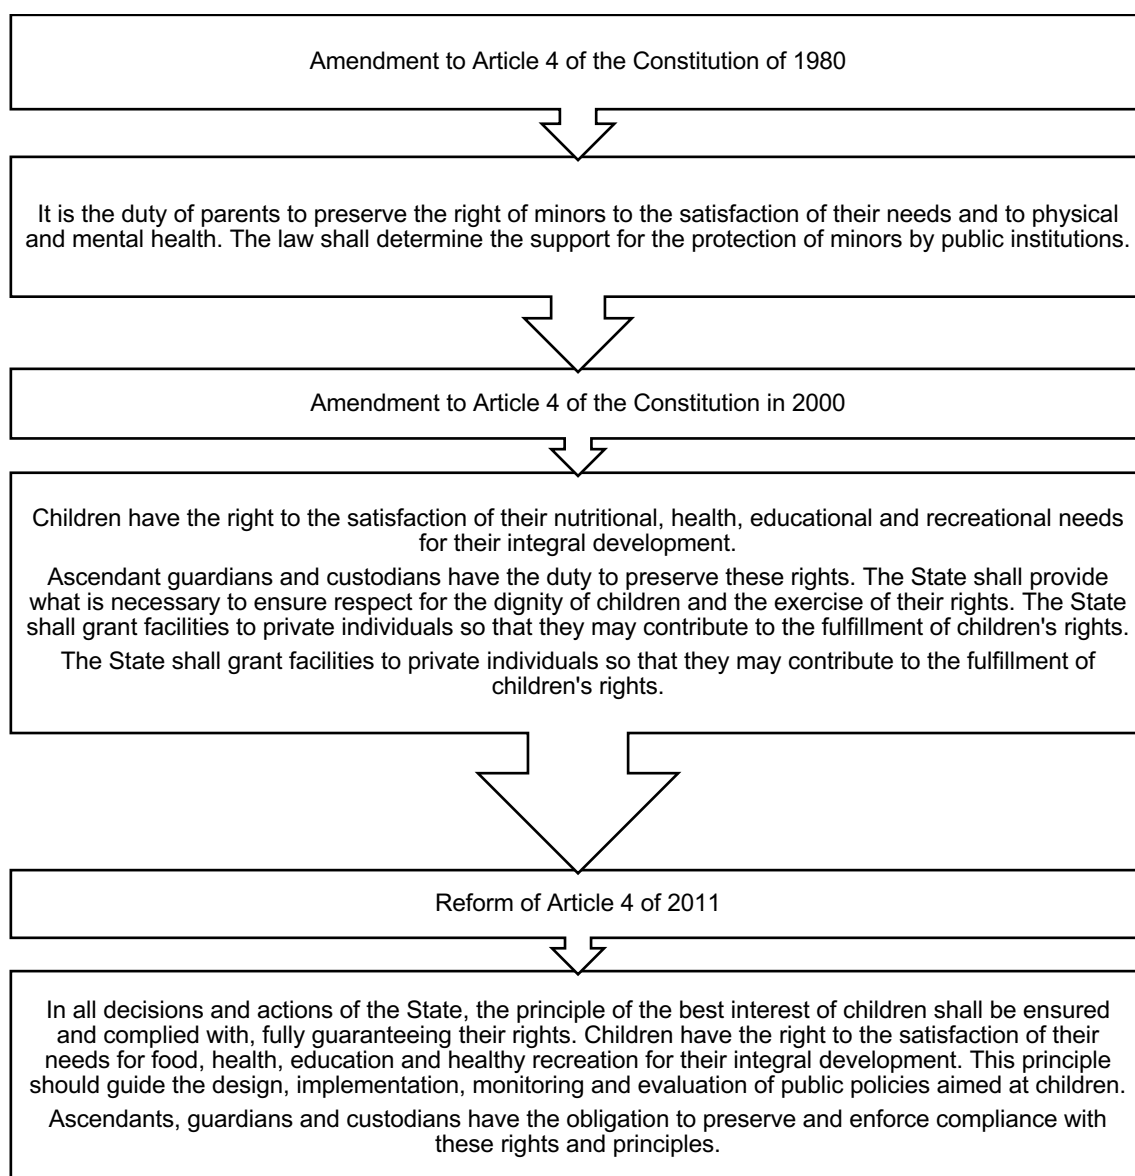 Amendment to Article 4 of the Constitution of 1980
It is the duty of parents to preserve the right of minors to the satisfaction of their needs and to physical
and mental health. The law shall determine the support for the protection of minors by public institutions.
Amendment to Article 4 of the Constitution in 2000
Children have the right to the satisfaction of their nutritional, health, educational and recreational needs
for their integral development.
Ascendant guardians and custodians have the duty to preserve these rights. The State shall provide
what is necessary to ensure respect for the dignity of children and the exercise of their rights. The State
shall grant facilities to private individuals so that they may contribute to the fulfillment of children's rights.
The State shall grant facilities to private individuals so that they may contribute to the fulfillment of
children's rights.
Reform of Article 4 of 2011
In all decisions and actions of the State, the principle of the best interest of children shall be ensured
and complied with, fully guaranteeing their rights. Children have the right to the satisfaction of their
needs for food, health, education and healthy recreation for their integral development. This principle
should guide the design, implementation, monitoring and evaluation of public policies aimed at children.
Ascendants, guardians and custodians have the obligation to preserve and enforce compliance with
these rights and principles.